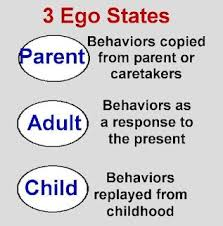 3 Ego States
Parent
Behaviors copied
from parent or
caretakers
Adult
Behaviors as
a response to
the present
Child
Behaviors
replayed from
childhood